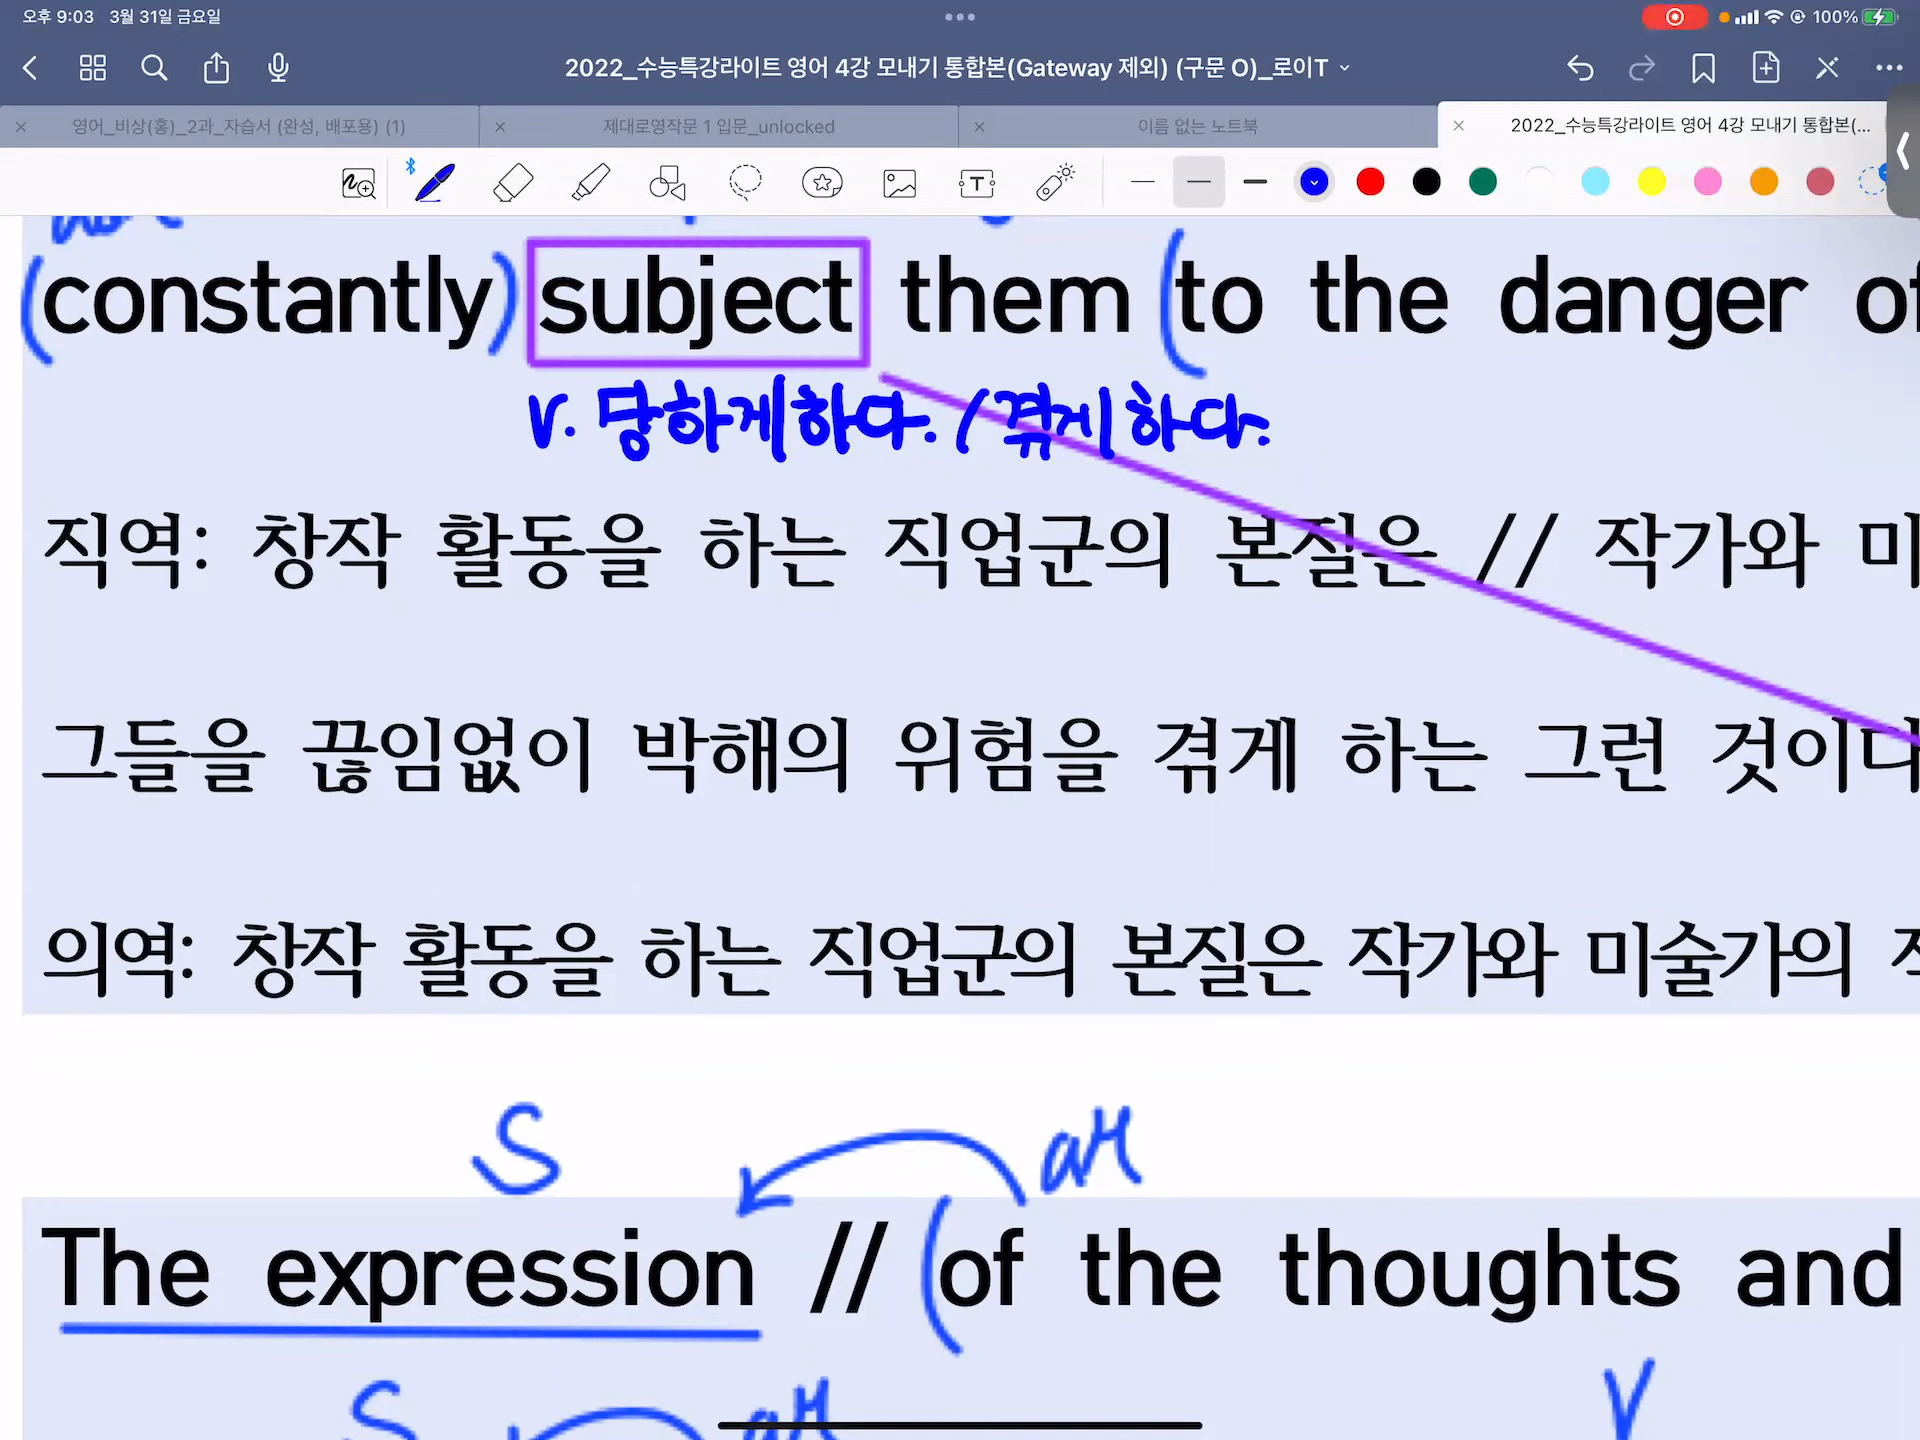 오후 9:03 3월 31일 금요일
100%
2022_수능특강라이트 영어 4강 모내기 통합본(Gateway 제외) (구문 O)_로이T
영어_비상(홍)_2과_자습서 (완성, 배포용) (1)
제대로영작문 1 입문_unlocked
이름 없는 노트북
2022_수능특강라이트 영어 4강 모내기 통합본(...
(constantly) subject them (to the danger of
v. 당하게하다. / 겪게 하다.
직역: 창작 활동을 하는 직업군의 본질은 // 작가와 미
그들을 끊임없이 박해의 위험을 겪게 하는 그런 것이다
의역: 창작 활동을 하는 직업군의 본질은 작가와 미술가의
S
The expression // (of the thoughts and
S V